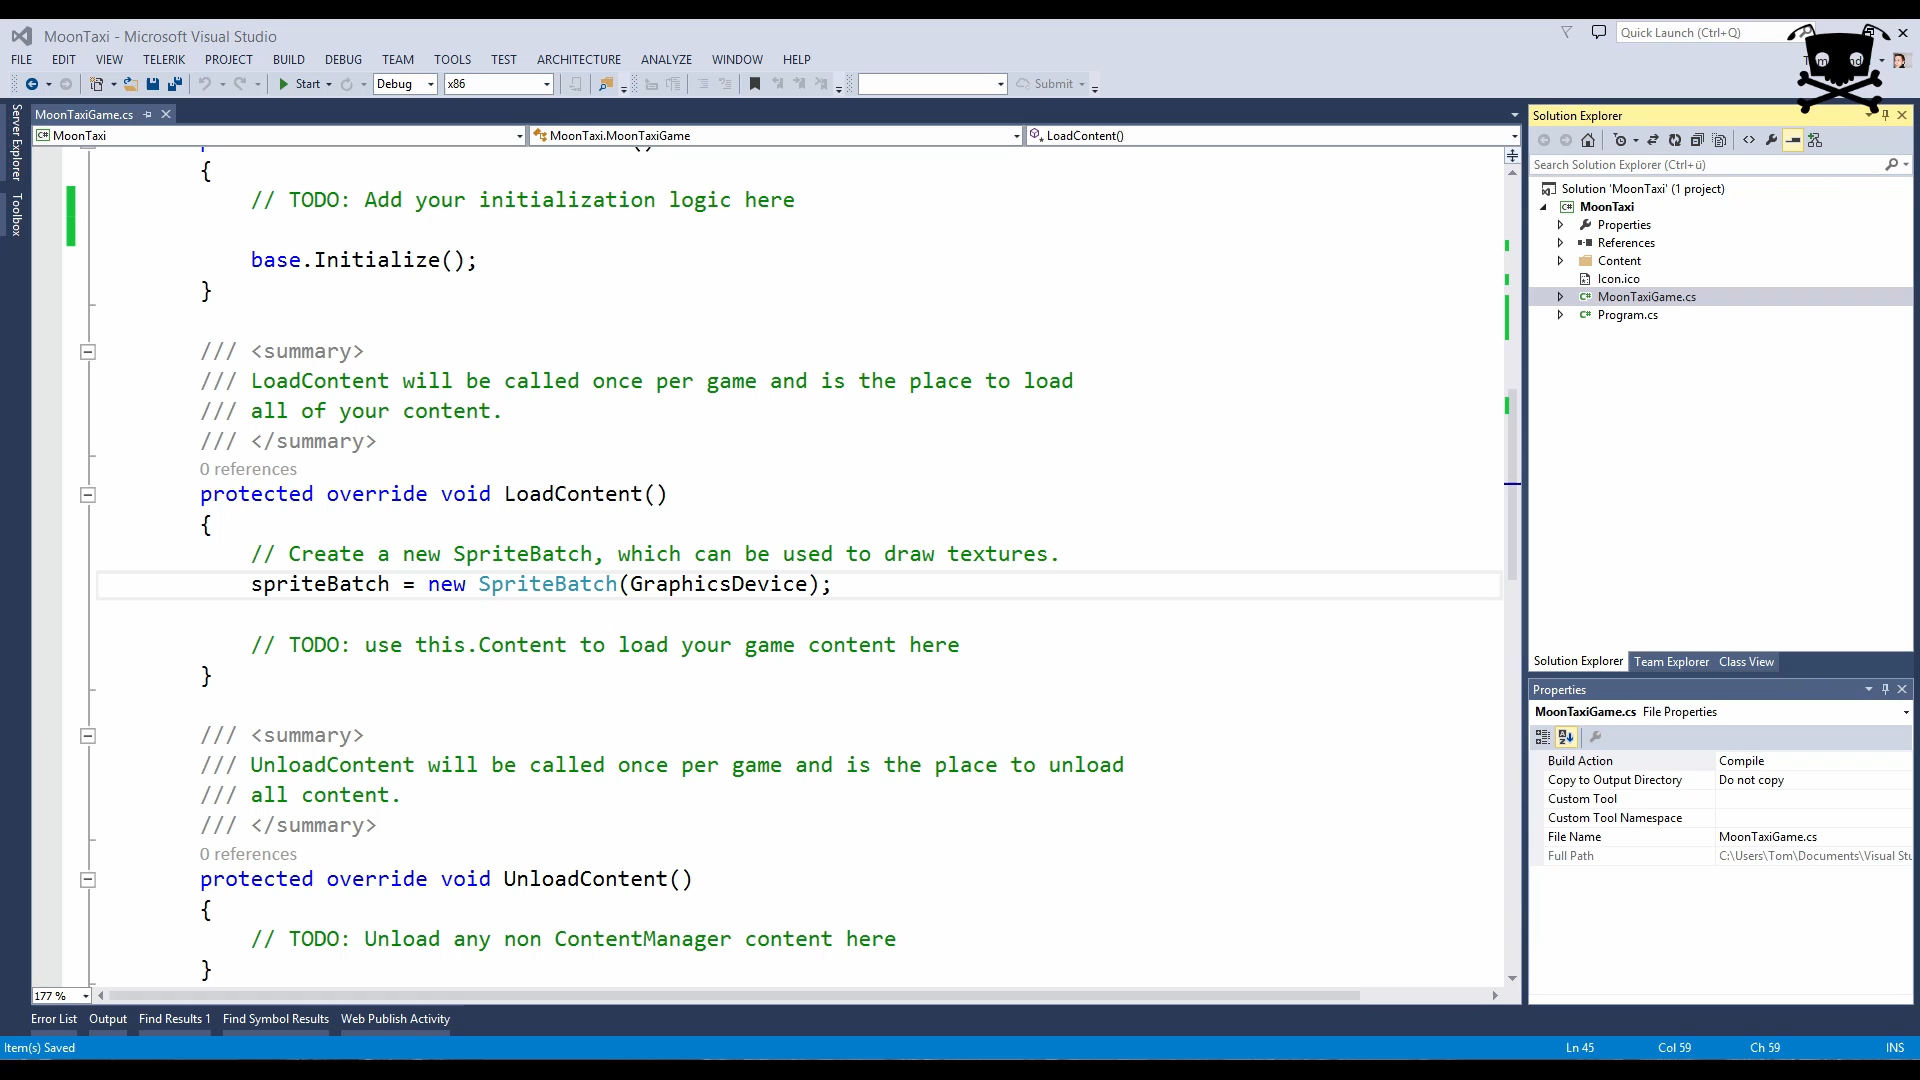 MoonTaxi - Microsoft Visual Studio
Quick Launch (Ctrl+Q)
FILE EDIT VIEW TELERIK PROJECT BUILD DEBUG TEAM TOOLS TEST ARCHITECTURE ANALYZE WINDOW HELP
Start Debug x86 Submit
Server Explorer
Toolbox
MoonTaxiGame.cs
MoonTaxi MoonTaxi.MoonTaxiGame LoadContent()
{
// TODO: Add your initialization logic here
base.Initialize();
}
/// <summary>
/// LoadContent will be called once per game and is the place to load
/// all of your content.
/// </summary>
0 references
protected override void LoadContent()
{
// Create a new SpriteBatch, which can be used to draw textures.
spriteBatch = new SpriteBatch(GraphicsDevice);
// TODO: use this.Content to load your game content here
}
/// <summary>
/// UnloadContent will be called once per game and is the place to unload
/// all content.
/// </summary>
0 references
protected override void UnloadContent()
{
// TODO: Unload any non ContentManager content here
}
177 %
Solution Explorer
Search Solution Explorer (Ctrl+ü)
Solution 'MoonTaxi' (1 project)
C# MoonTaxi
Properties
References
Content
Icon.ico
C# MoonTaxiGame.cs
C# Program.cs
Solution Explorer Team Explorer Class View
Properties
MoonTaxiGame.cs File Properties
Build Action Compile
Copy to Output Directory Do not copy
Custom Tool
Custom Tool Namespace
File Name MoonTaxiGame.cs
Full Path C:\Users\Tom\Documents\Visual Stu
Error List Output Find Results 1 Find Symbol Results Web Publish Activity
Item(s) Saved Ln 45 Col 59 Ch 59 INS